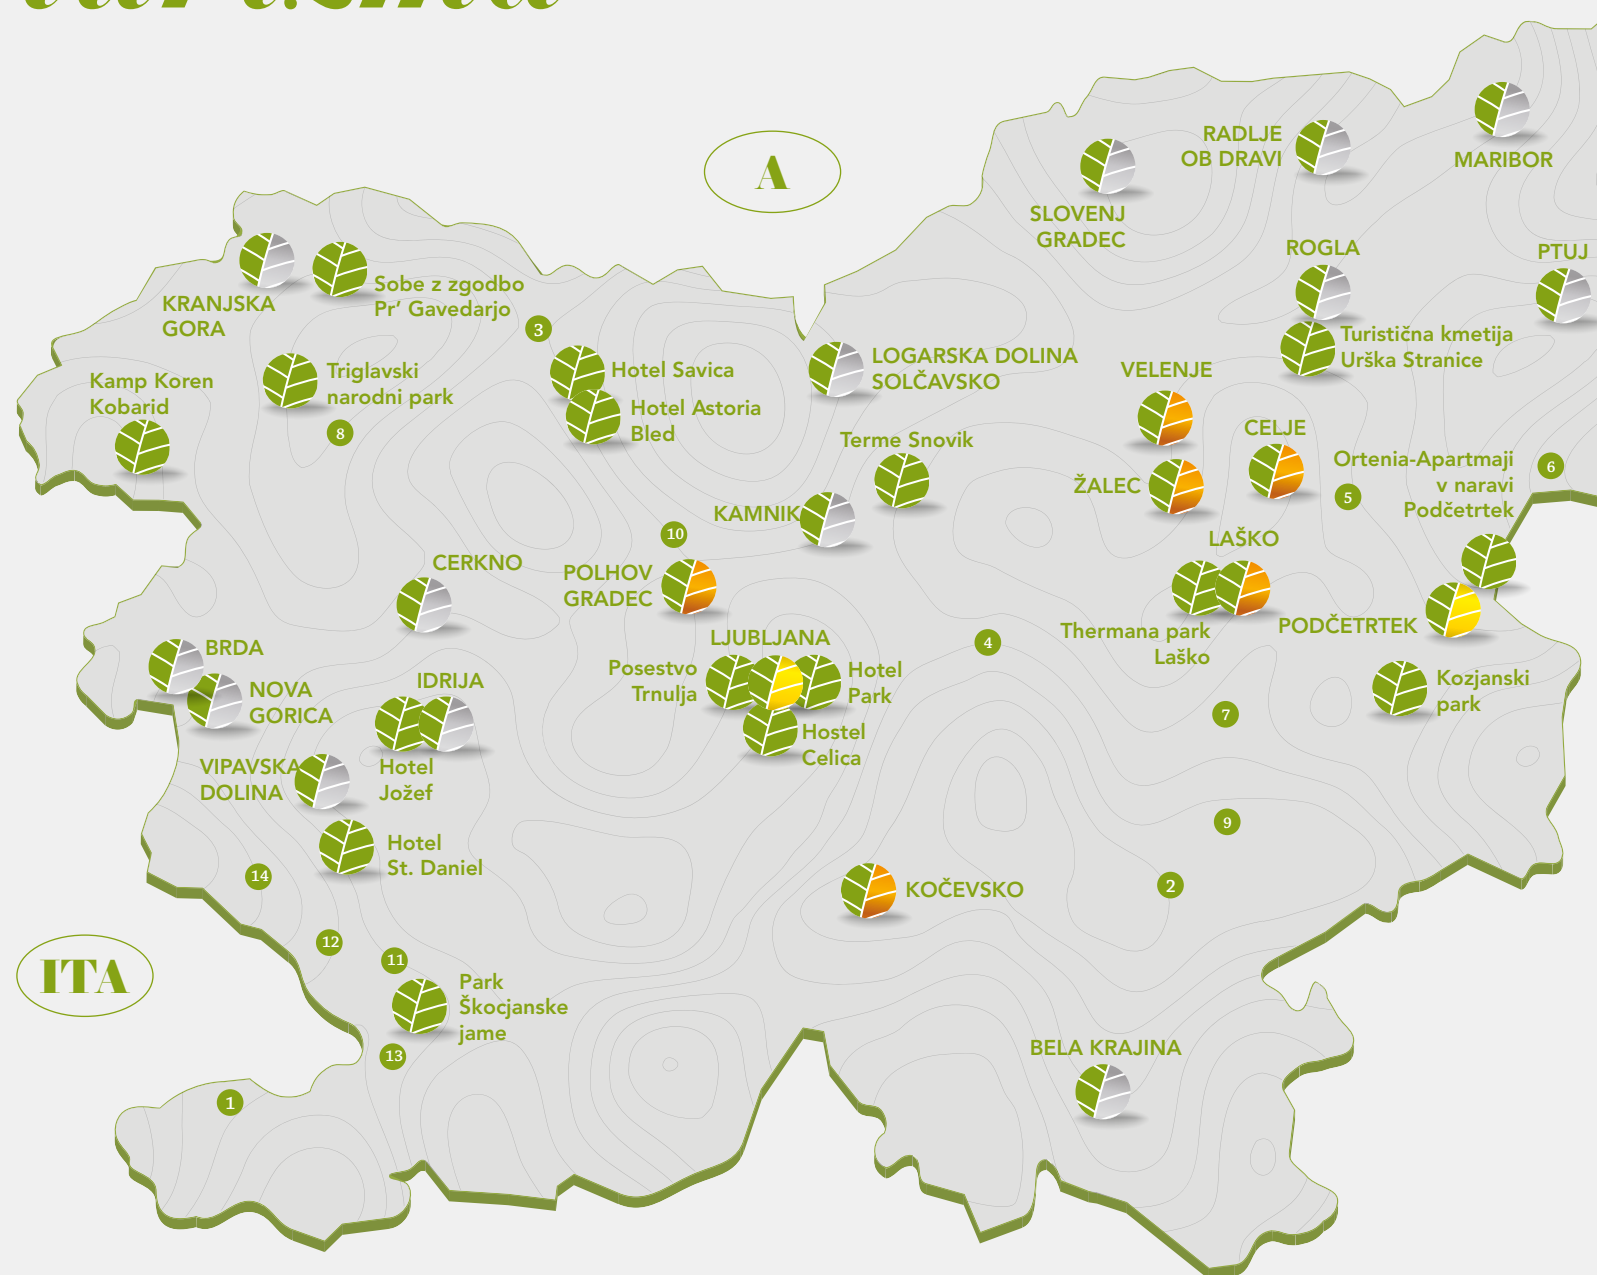 A
RADLJE
OB DRAVI
MARIBOR
SLOVENJ
GRADEC
ROGLA
PTUJ
KRANJSKA
GORA
Sobe z zgodbo
Pr' Gavedarjo
3
Turistična kmetija
Urška Stranice
Kamp Koren
Kobarid
Triglavski
narodni park
8
Hotel Savica
Hotel Astoria
Bled
LOGARSKA DOLINA
SOLČAVSKO
VELENJE
CELJE
Terme Snovik
ŽALEC
Ortenia-Apartmaji
v naravi
Podčetrtek
5
6
KAMNIK
10
CERKNO
POLHOV
GRADEC
LAŠKO
Thermana park
Laško
PODČETRTEK
4
BRDA
NOVA
GORICA
IDRIJA
LJUBLJANA
Posestvo
Trnulja
Hotel
Park
Hostel
Celica
Kozjanski
park
7
VIPAVSKA
DOLINA
Hotel
Jožef
9
Hotel
St. Daniel
14
KOČEVSKO
2
12
11
ITA
Park
Škocjanske
jame
13
BELA KRAJINA
1